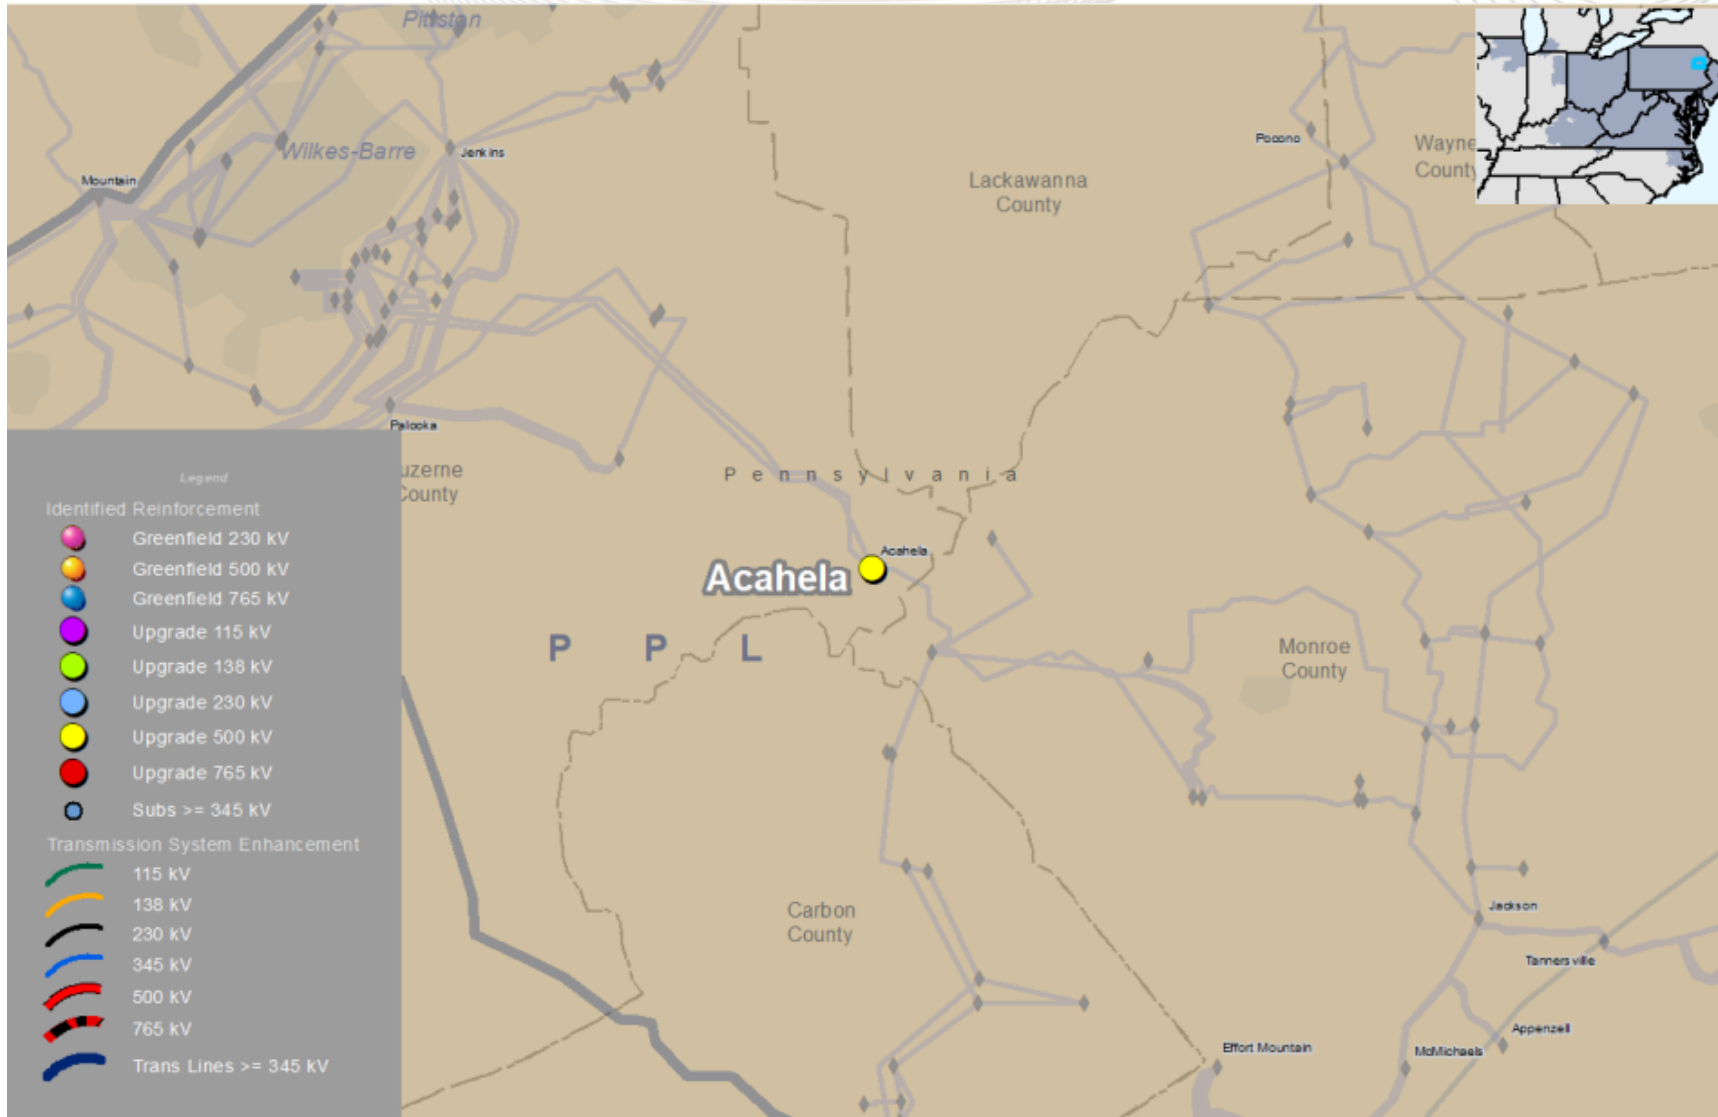 Pittston
Wilkes-Barre
Jenkins
Mountain
Pocono
Wayne
County
Lackawanna
County
Palooka
uzerne
County
Pennsylvania
Acahela
Acahela
P P L
Monroe
County
Carbon
County
Jackson
Tannersville
Appenzell
McMichaels
Effort Mountain
Legend
Identified Reinforcement
Greenfield 230 kV
Greenfield 500 kV
Greenfield 765 kV
Upgrade 115 kV
Upgrade 138 kV
Upgrade 230 kV
Upgrade 500 kV
Upgrade 765 kV
Subs >= 345 kV
Transmission System Enhancement
115 kV
138 kV
230 kV
345 kV
500 kV
765 kV
Trans Lines >= 345 kV